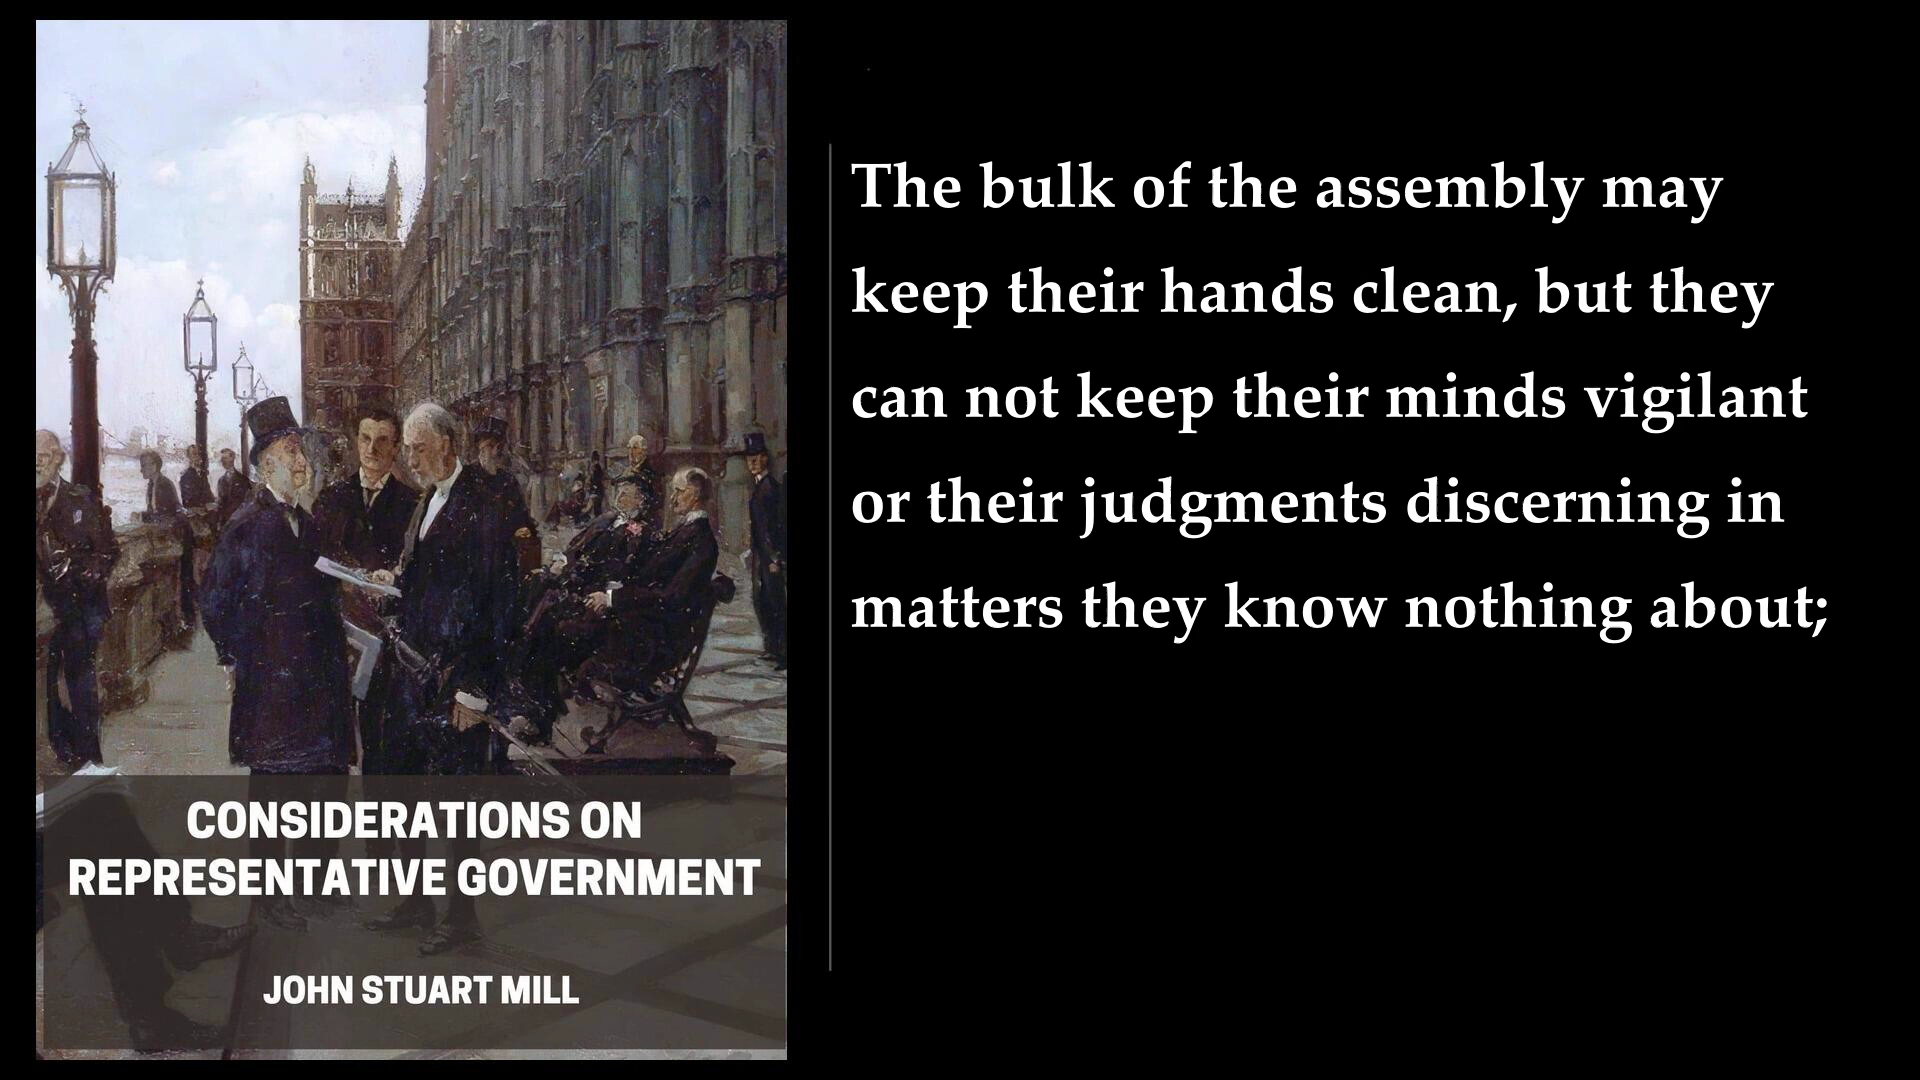 CONSIDERATIONS ON
REPRESENTATIVE GOVERNMENT
JOHN STUART MILL
The bulk of the assembly may
keep their hands clean, but they
can not keep their minds vigilant
or their judgments discerning in
matters they know nothing about;